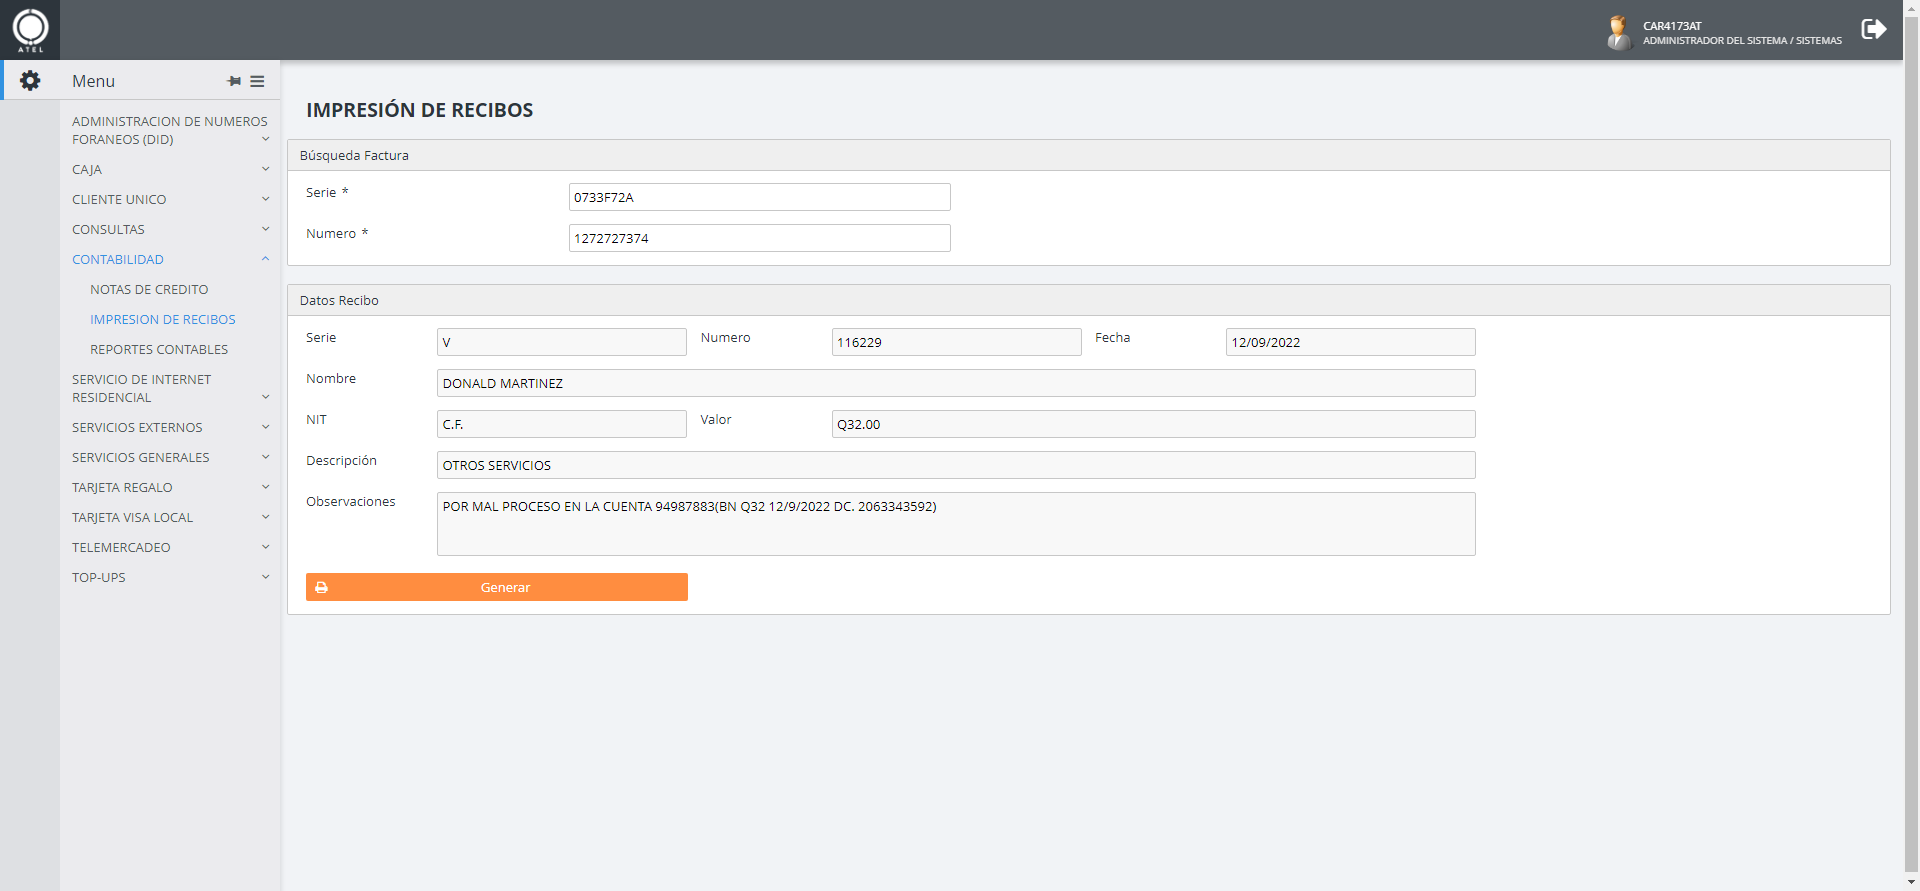 ATEL
CAR4173AT
ADMINISTRADOR DEL SISTEMA / SISTEMAS
Menu
ADMINISTRACION DE NUMEROS
FORANEOS (DID)
CAJA
CLIENTE UNICO
CONSULTAS
CONTABILIDAD
NOTAS DE CREDITO
IMPRESION DE RECIBOS
REPORTES CONTABLES
SERVICIO DE INTERNET
RESIDENCIAL
SERVICIOS EXTERNOS
SERVICIOS GENERALES
TARJETA REGALO
TARJETA VISA LOCAL
TELEMERCADEO
TOP-UPS
IMPRESIÓN DE RECIBOS
Búsqueda Factura
Serie * 0733F72A
Numero * 1272727374
Datos Recibo
Serie V Numero 116229 Fecha 12/09/2022
Nombre DONALD MARTINEZ
NIT C.F. Valor Q32.00
Descripción OTROS SERVICIOS
Observaciones POR MAL PROCESO EN LA CUENTA 94987883(BN Q32 12/9/2022 DC. 2063343592)
Generar